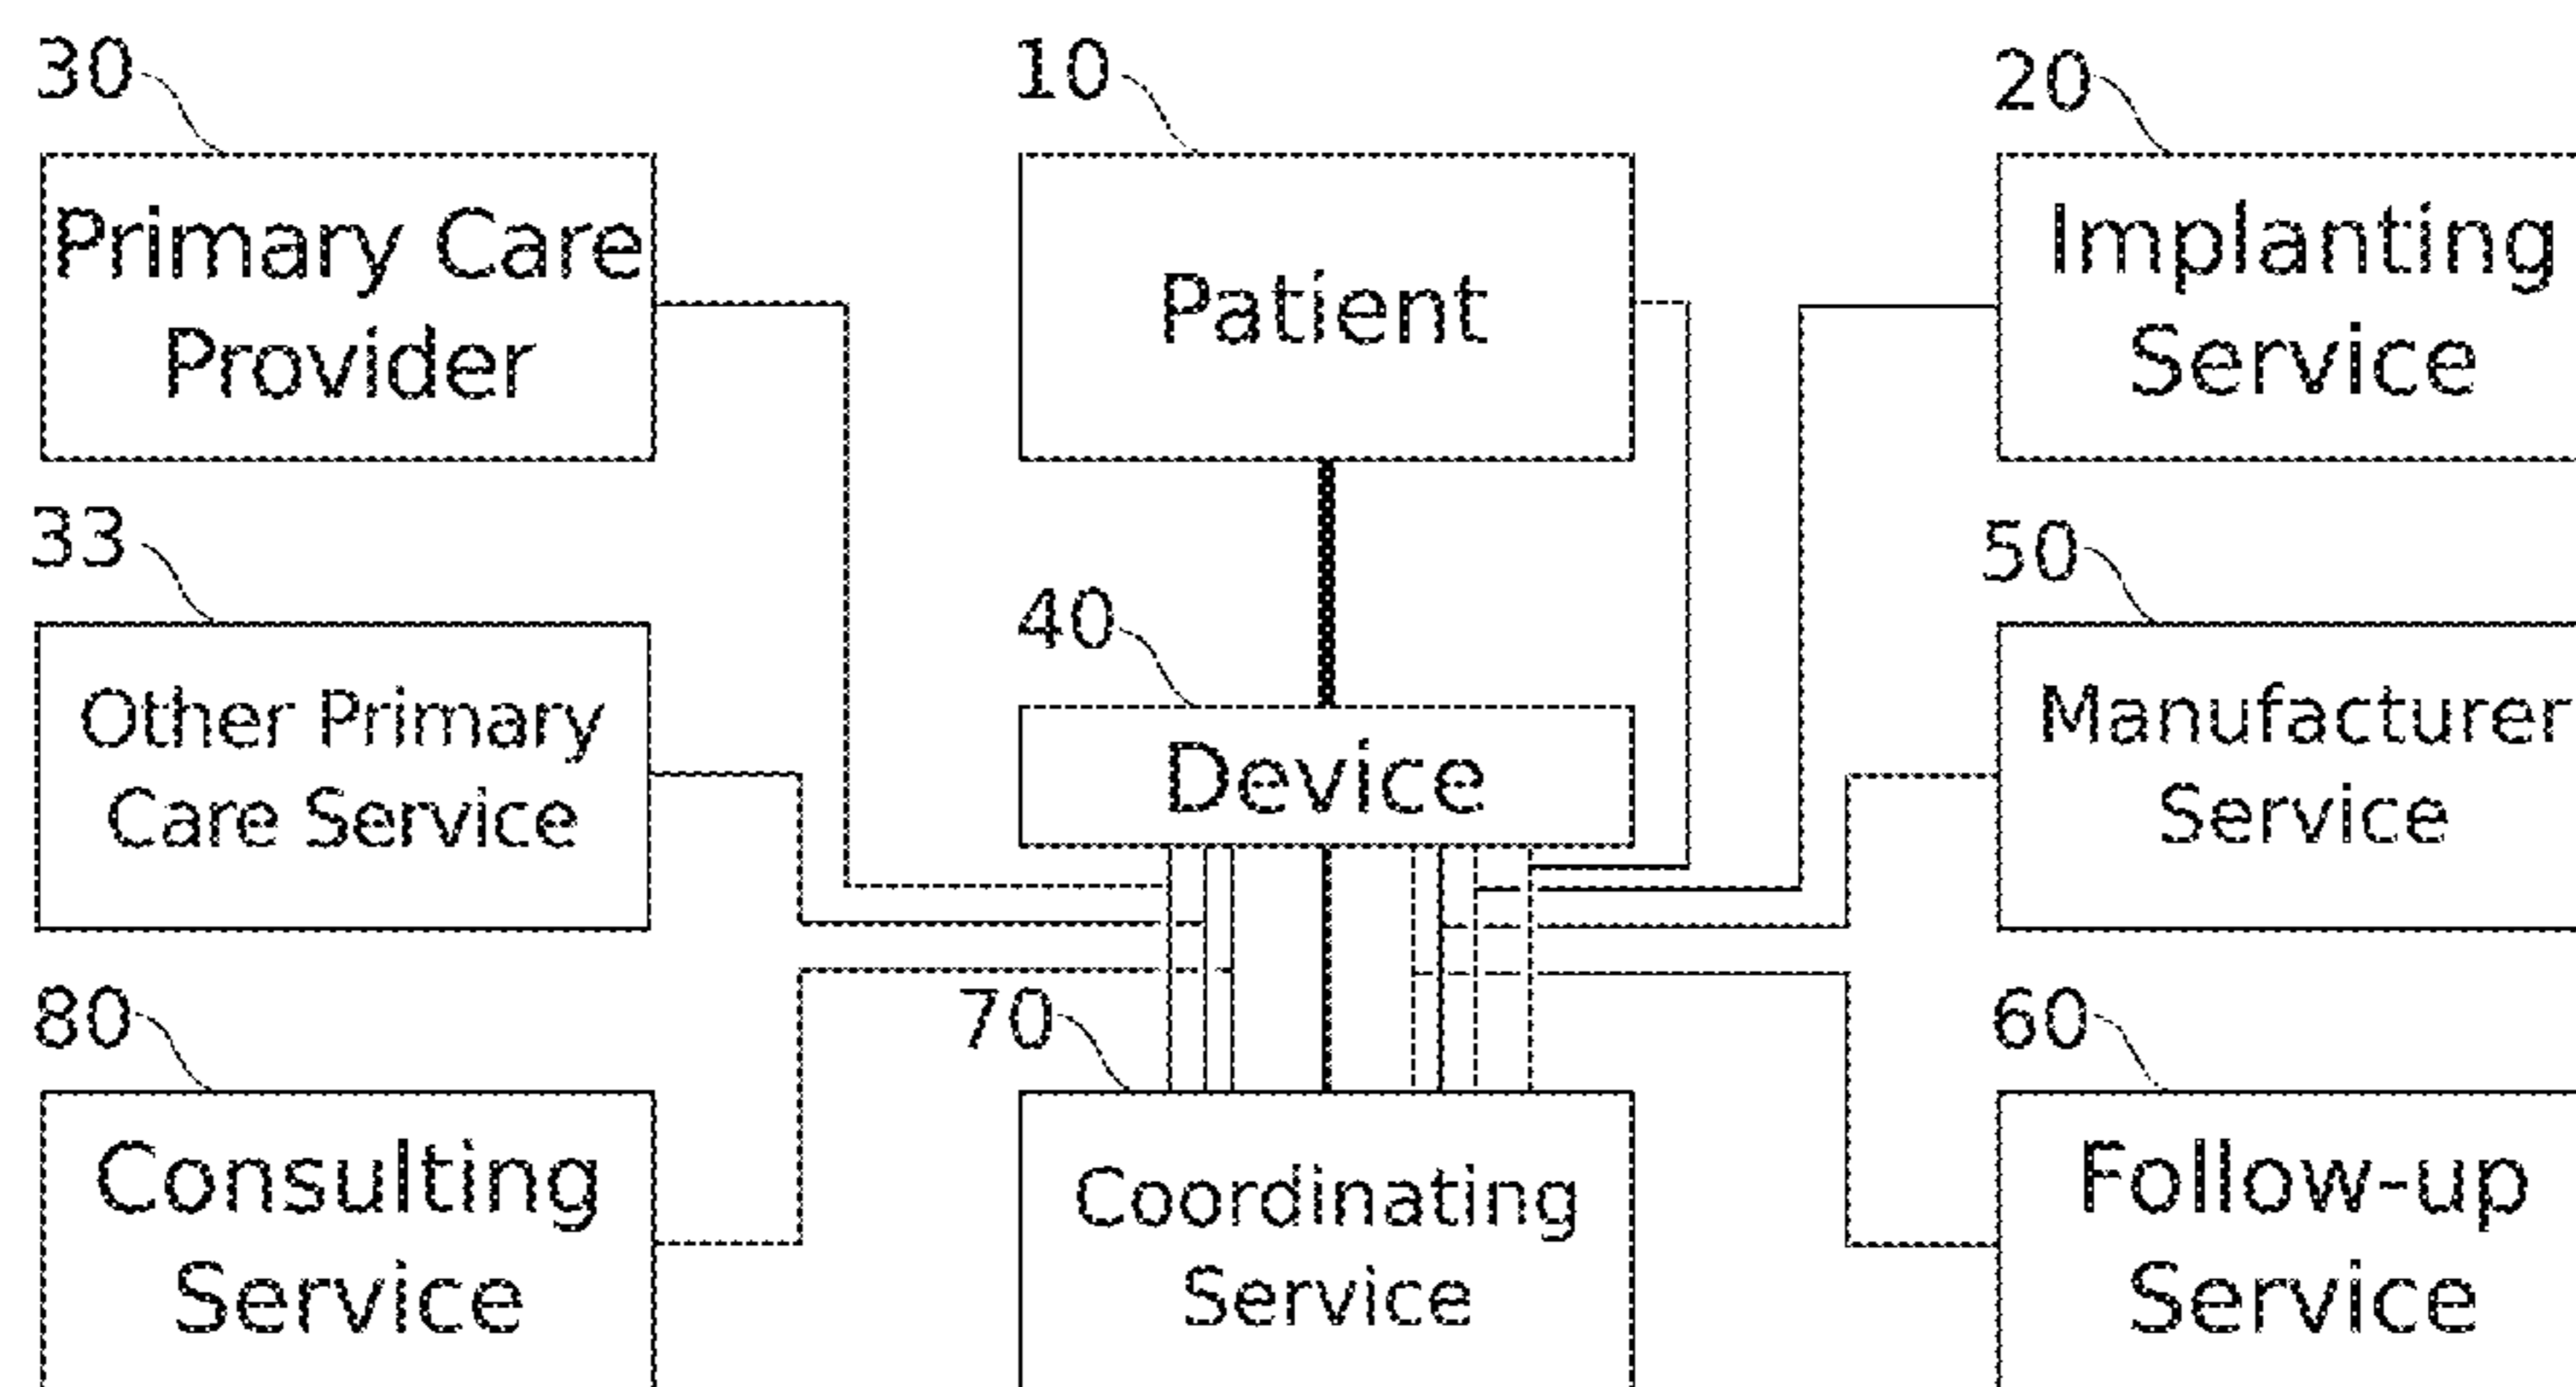 30
10
20
Primary Care
Provider
Patient
Implanting
Service
33
40
50
Other Primary
Care Service
Device
Manufacturer
Service
80
70
60
Consulting
Service
Coordinating
Service
Follow-up
Service